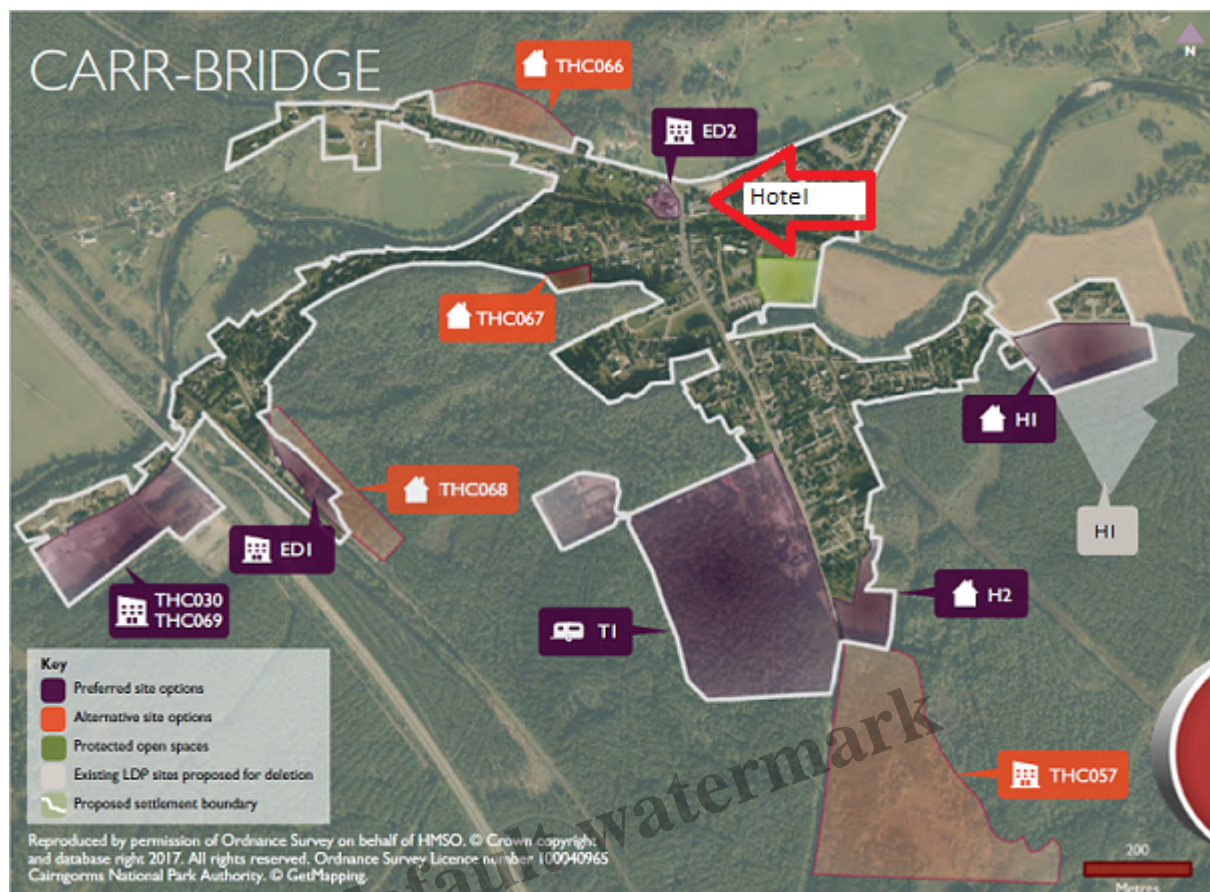 CARR-BRIDGE
N
THC066
ED2
Hotel
THC067
H1
THC068
H1
ED1
THC030
THC069
H2
T1
Key
Preferred site options
Alternative site options
Protected open spaces
Existing LDP sites proposed for deletion
Proposed settlement boundary
THC057
Reproduced by permission of Ordnance Survey on behalf of HMSO. © Crown copyright
and database right 2017. All rights reserved. Ordnance Survey Licence number 100040965
Cairngorms National Park Authority. © GetMapping.
200
Metres
default watermark